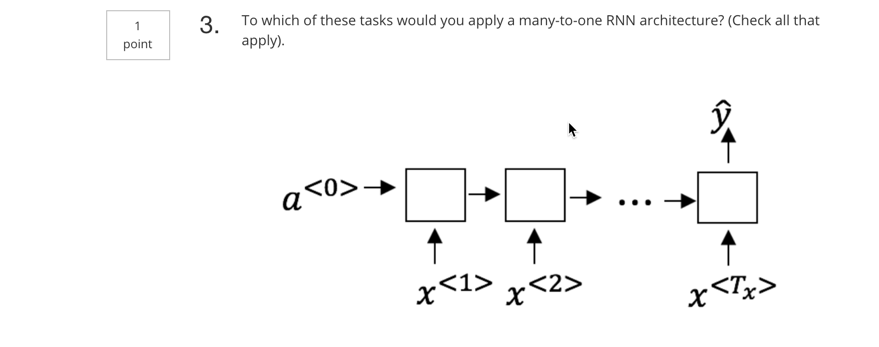 1
point
3.
To which of these tasks would you apply a many-to-one RNN architecture? (Check all that
apply).
ŷ
a<0>
...
x<1> x<2> x<Tx>